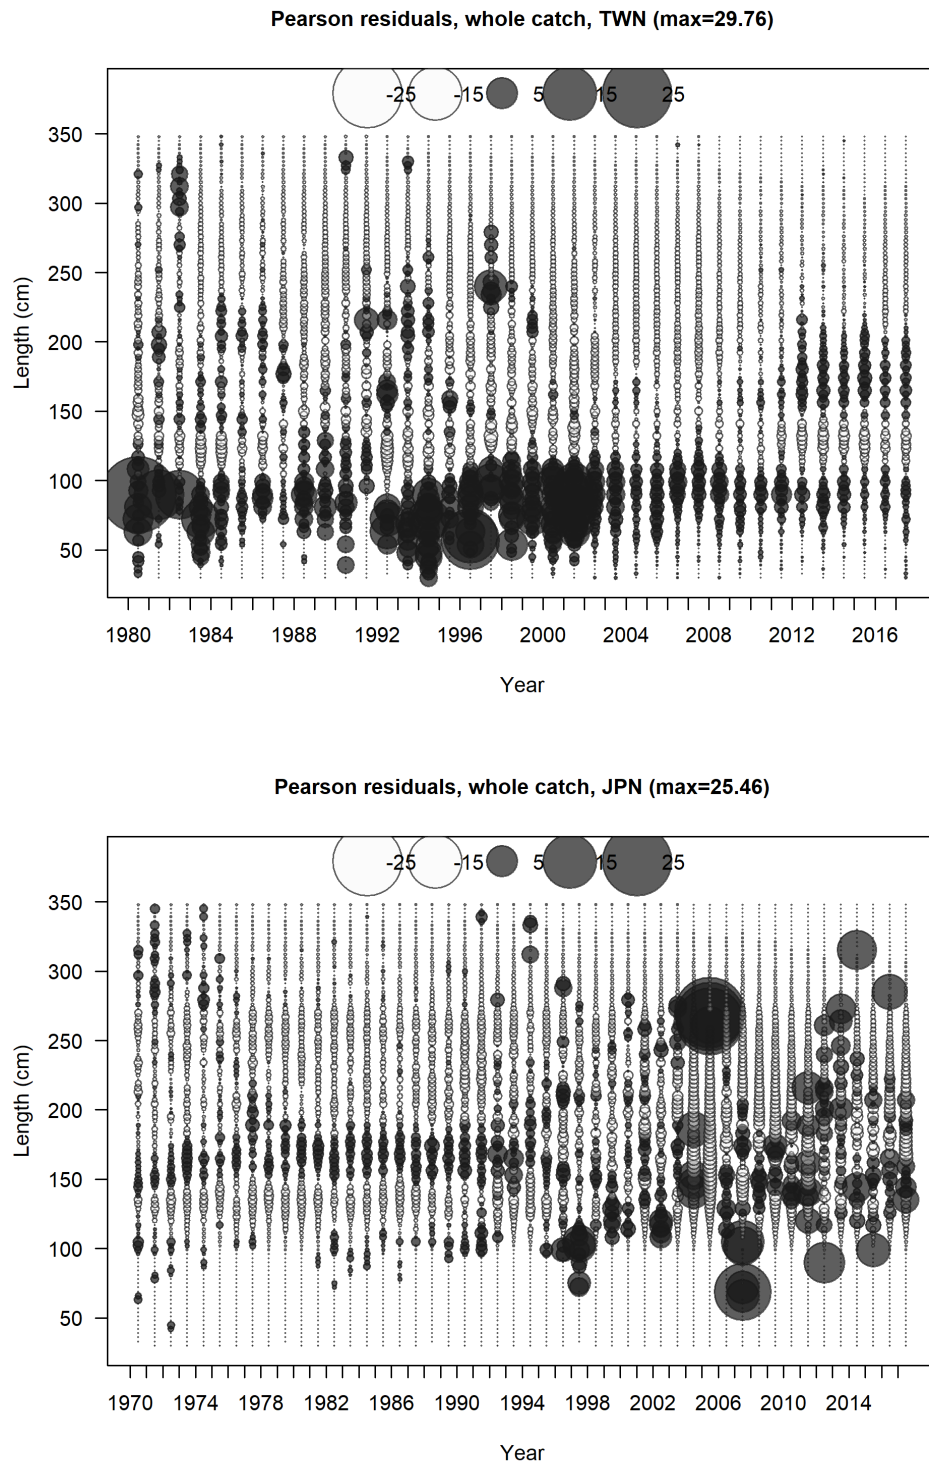 Pearson residuals, whole catch, TWN (max=29.76)
-25 -15 5 15 25
350
300
250
200
150
100
50
Length (cm)
1980 1984 1988 1992 1996 2000 2004 2008 2012 2016
Year
Pearson residuals, whole catch, JPN (max=25.46)
-25 -15 5 15 25
350
300
250
200
150
100
50
Length (cm)
1970 1974 1978 1982 1986 1990 1994 1998 2002 2006 2010 2014
Year